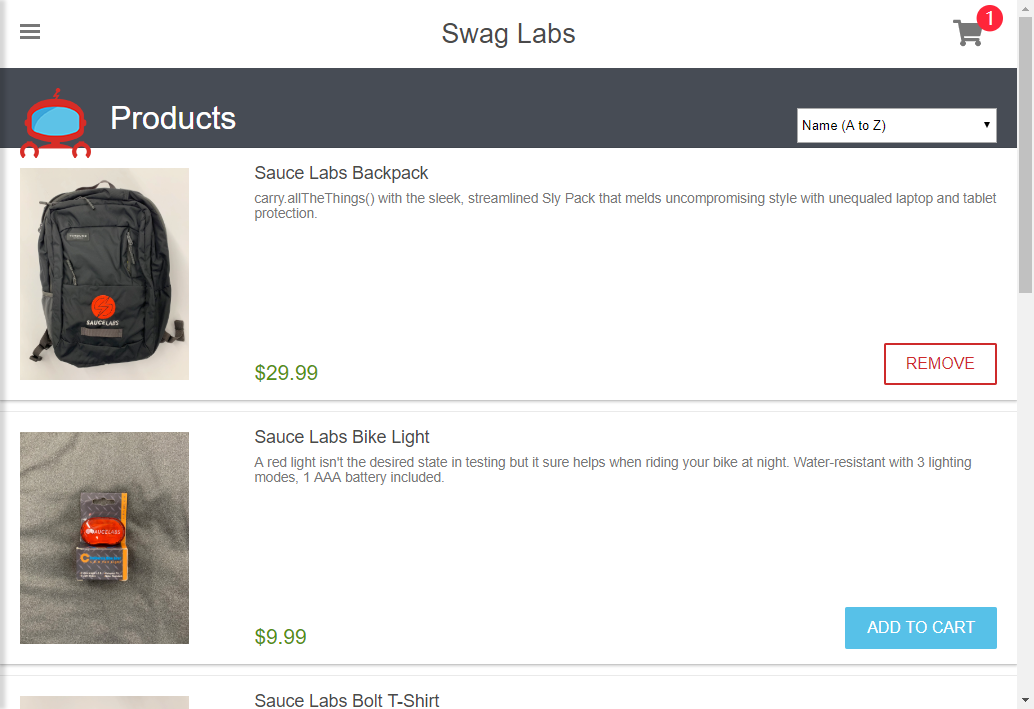 Swag Labs
1
Products
Name (A to Z)
Sauce Labs Backpack
carry.allTheThings() with the sleek, streamlined Sly Pack that melds uncompromising style with unequaled laptop and tablet
protection.
SAUCELABS
$29.99
REMOVE
Sauce Labs Bike Light
A red light isn't the desired state in testing but it sure helps when riding your bike at night. Water-resistant with 3 lighting
modes, 1 AAA battery included.
SAUCELABS
$9.99
ADD TO CART
Sauce Labs Bolt T-Shirt